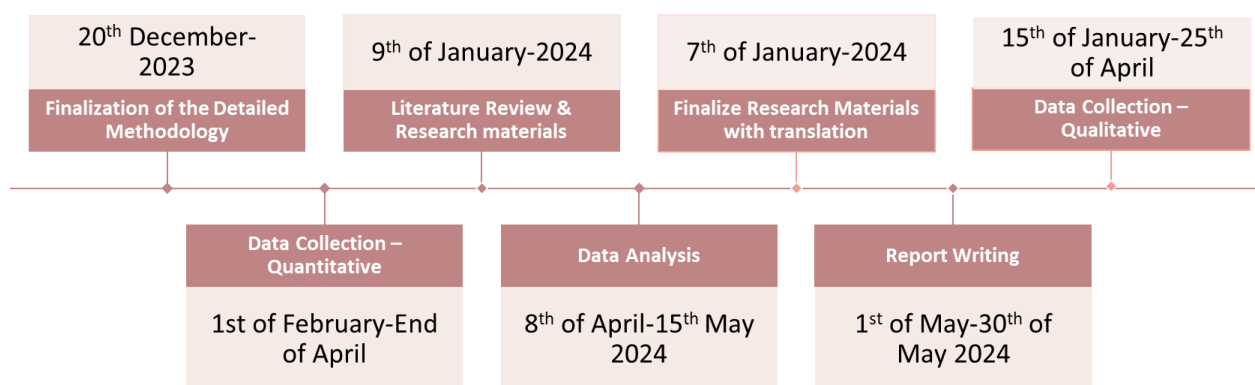 20th December-
2023
Finalization of the Detailed
Methodology
9th of January-2024
Literature Review &
Research materials
7th of January-2024
Finalize Research Materials
with translation
15th of January-25th
of April
Data Collection –
Qualitative
Data Collection –
Quantitative
1st of February-End
of April
Data Analysis
8th of April-15th May
2024
Report Writing
1st of May-30th of
May 2024